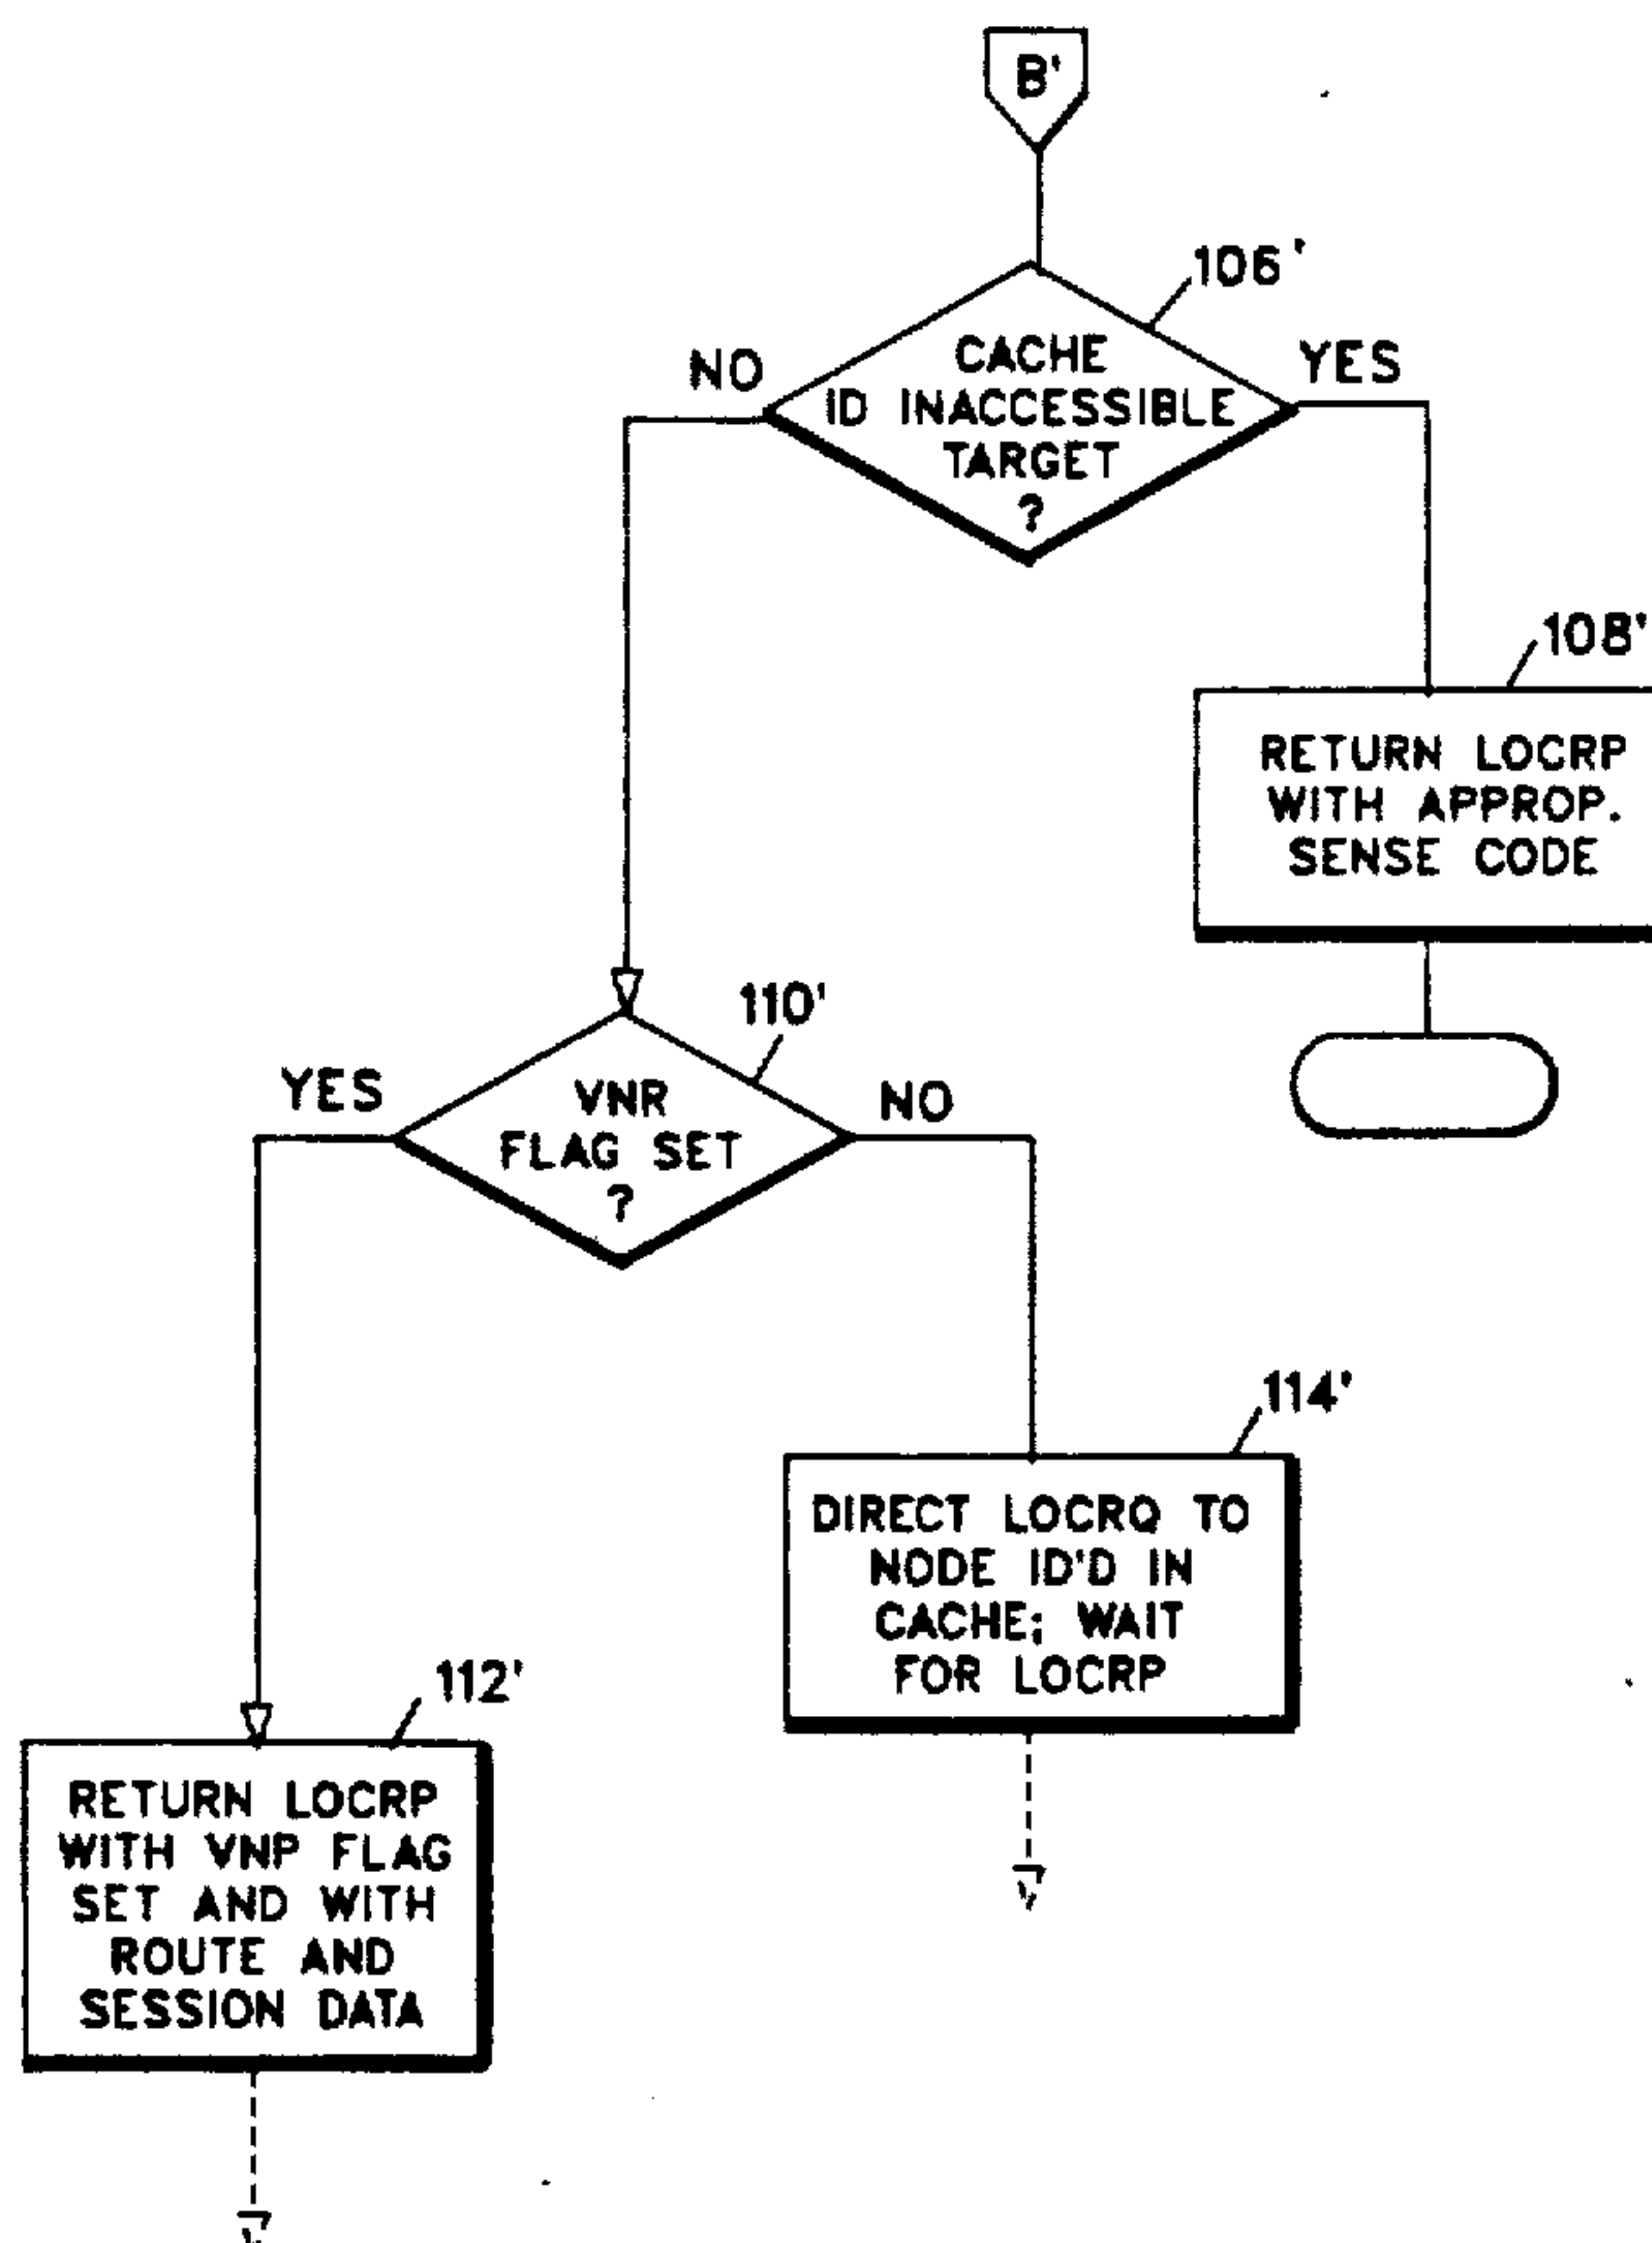 B'
106'
NO
CACHE
ID INACCESSIBLE
TARGET
?
YES
108'
RETURN LOCRP
WITH APPROP.
SENSE CODE
110'
YES
VNR
FLAG SET
?
NO
114'
DIRECT LOCRQ TO
NODE ID'D IN
CACHE; WAIT
FOR LOCRP
112'
RETURN LOCRP
WITH VNP FLAG
SET AND WITH
ROUTE AND
SESSION DATA